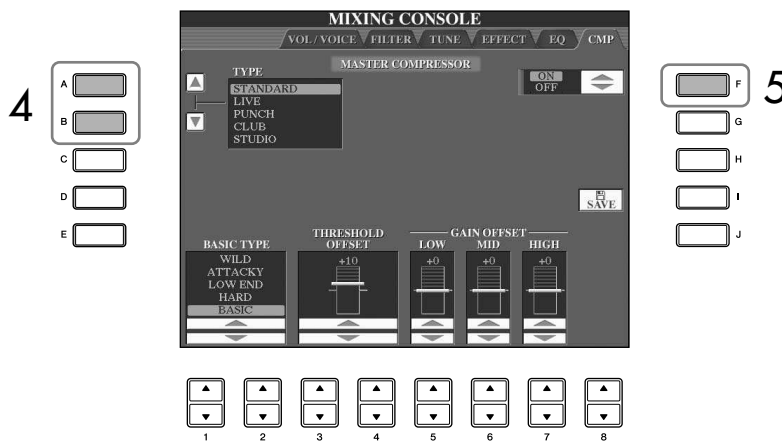 MIXING CONSOLE
VOL / VOICE FILTER TUNE EFFECT EQ CMP
MASTER COMPRESSOR
TYPE
STANDARD
LIVE
PUNCH
CLUB
STUDIO
ON
OFF
SAVE
BASIC TYPE
WILD
ATTACKY
LOW END
HARD
BASIC
THRESHOLD
OFFSET
+10
GAIN OFFSET
LOW MID HIGH
+0 +0 +0
4
A
B
C
D
E
5
F
G
H
I
J
1 2 3 4 5 6 7 8